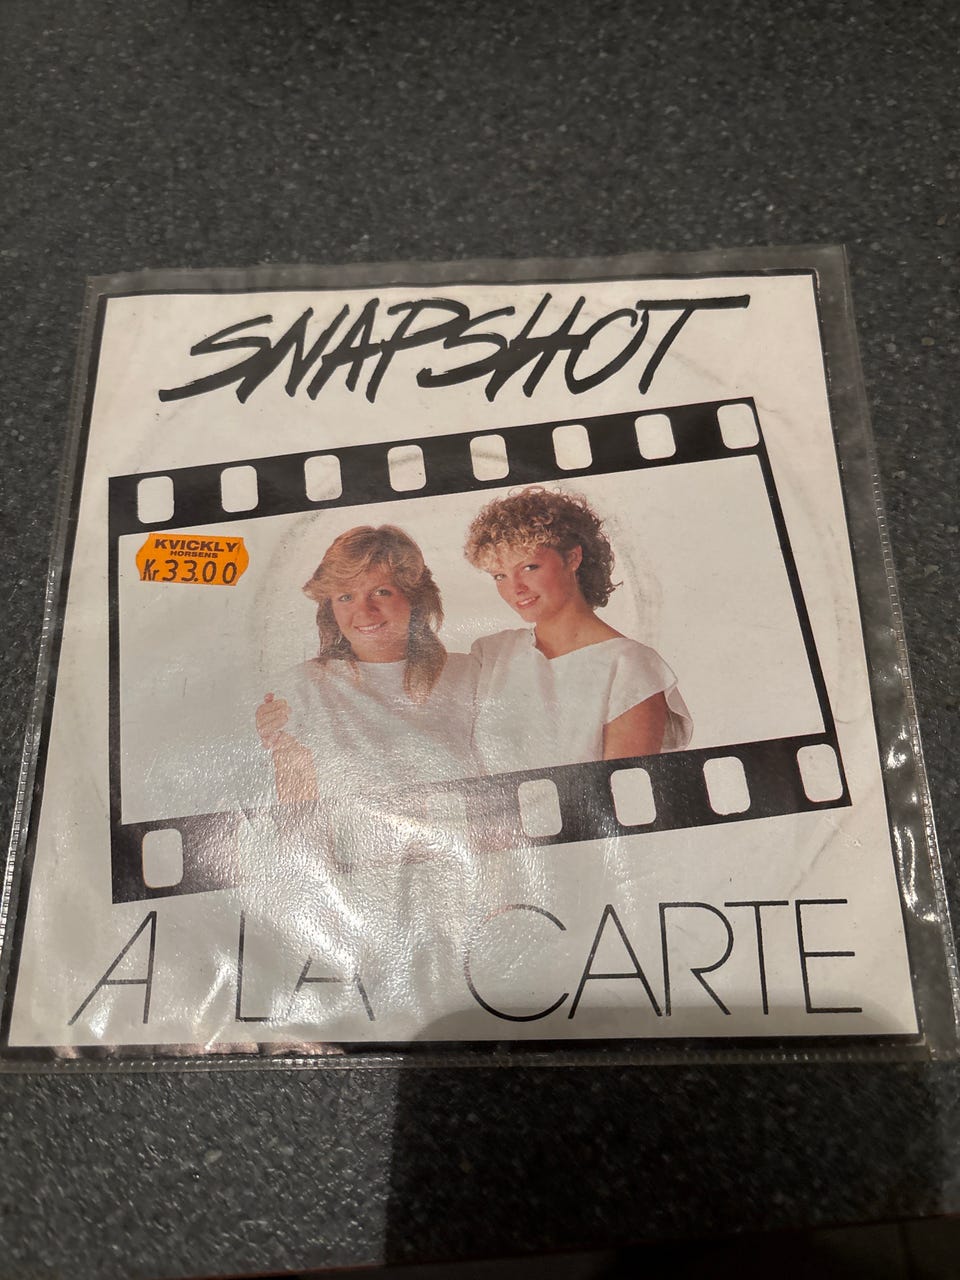 SNAPSHOT
KVICKLY
HORSENS
Kr 33.00
A LA CARTE